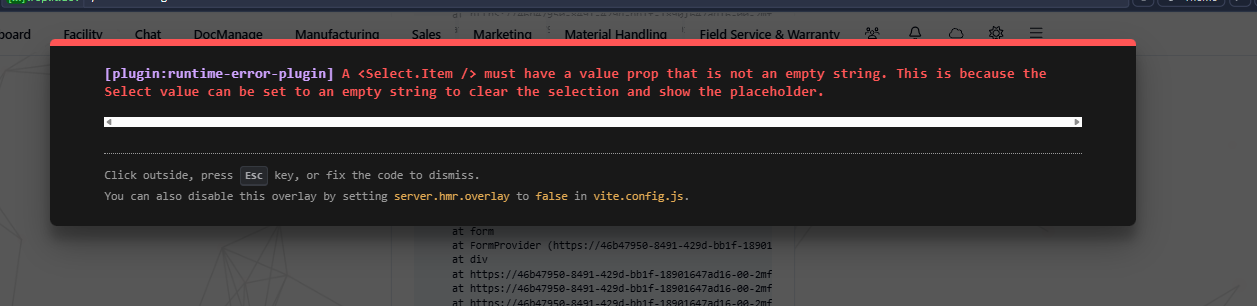 board Facility Chat DocManage Manufacturing Sales Marketing Material Handling Field Service & Warranty
[plugin:runtime-error-plugin] A <Select.Item /> must have a value prop that is not an empty string. This is because the
Select value can be set to an empty string to clear the selection and show the placeholder.
Click outside, press Esc key, or fix the code to dismiss.
You can also disable this overlay by setting server.hmr.overlay to false in vite.config.js.
at form
at FormProvider (https://46b47950-8491-429d-bb1f-18901
at div
at https://46b47950-8491-429d-bb1f-18901647ad16-00-2mf
at https://46b47950-8491-429d-bb1f-18901647ad16-00-2mf
at https://46b47950-8491-429d-bb1f-18901647ad16-00-2mf